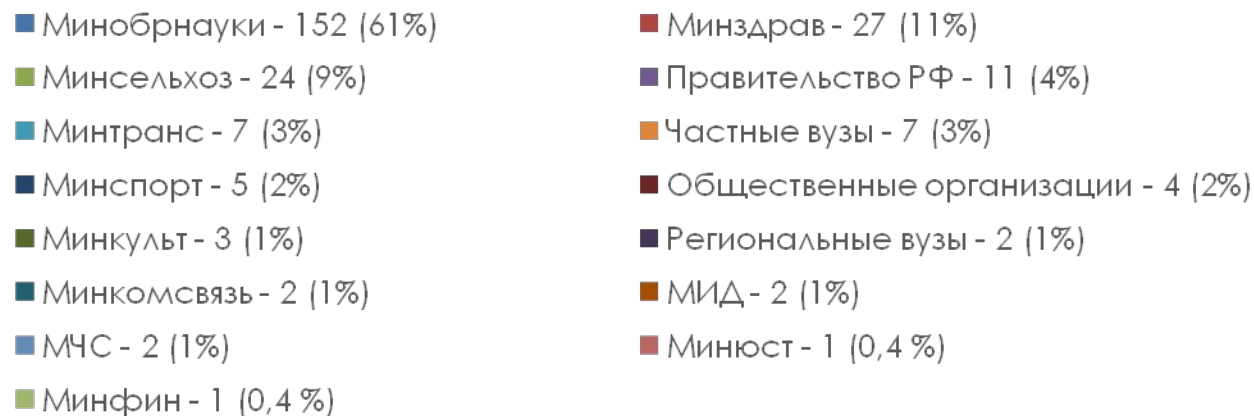 Минобрнауки - 152 (61%)
Минздрав - 27 (11%)
Минсельхоз - 24 (9%)
Правительство РФ - 11 (4%)
Минтранс - 7 (3%)
Частные вузы - 7 (3%)
Минспорт - 5 (2%)
Общественные организации - 4 (2%)
Минкульт - 3 (1%)
Региональные вузы - 2 (1%)
Минкомсвязь - 2 (1%)
МИД - 2 (1%)
МЧС - 2 (1%)
Минюст - 1 (0,4 %)
Минфин - 1 (0,4 %)